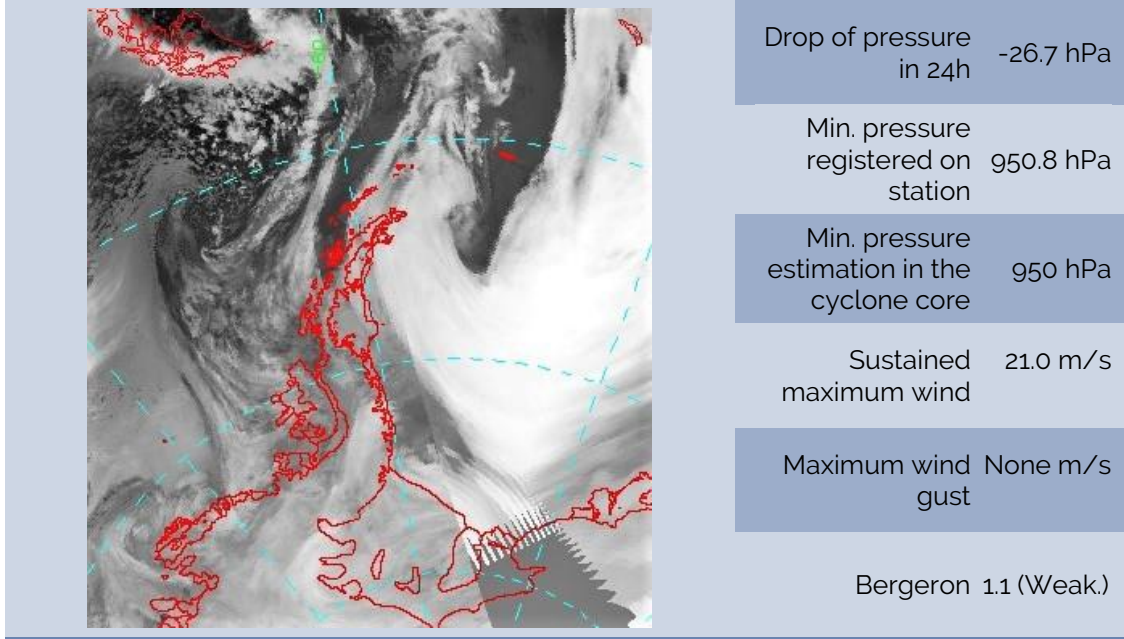 -60
Drop of pressure
in 24h
-26.7 hPa
Min. pressure
registered on
station
950.8 hPa
Min. pressure
estimation in the
cyclone core
950 hPa
Sustained
maximum wind
21.0 m/s
Maximum wind
gust
None m/s
Bergeron
1.1 (Weak.)